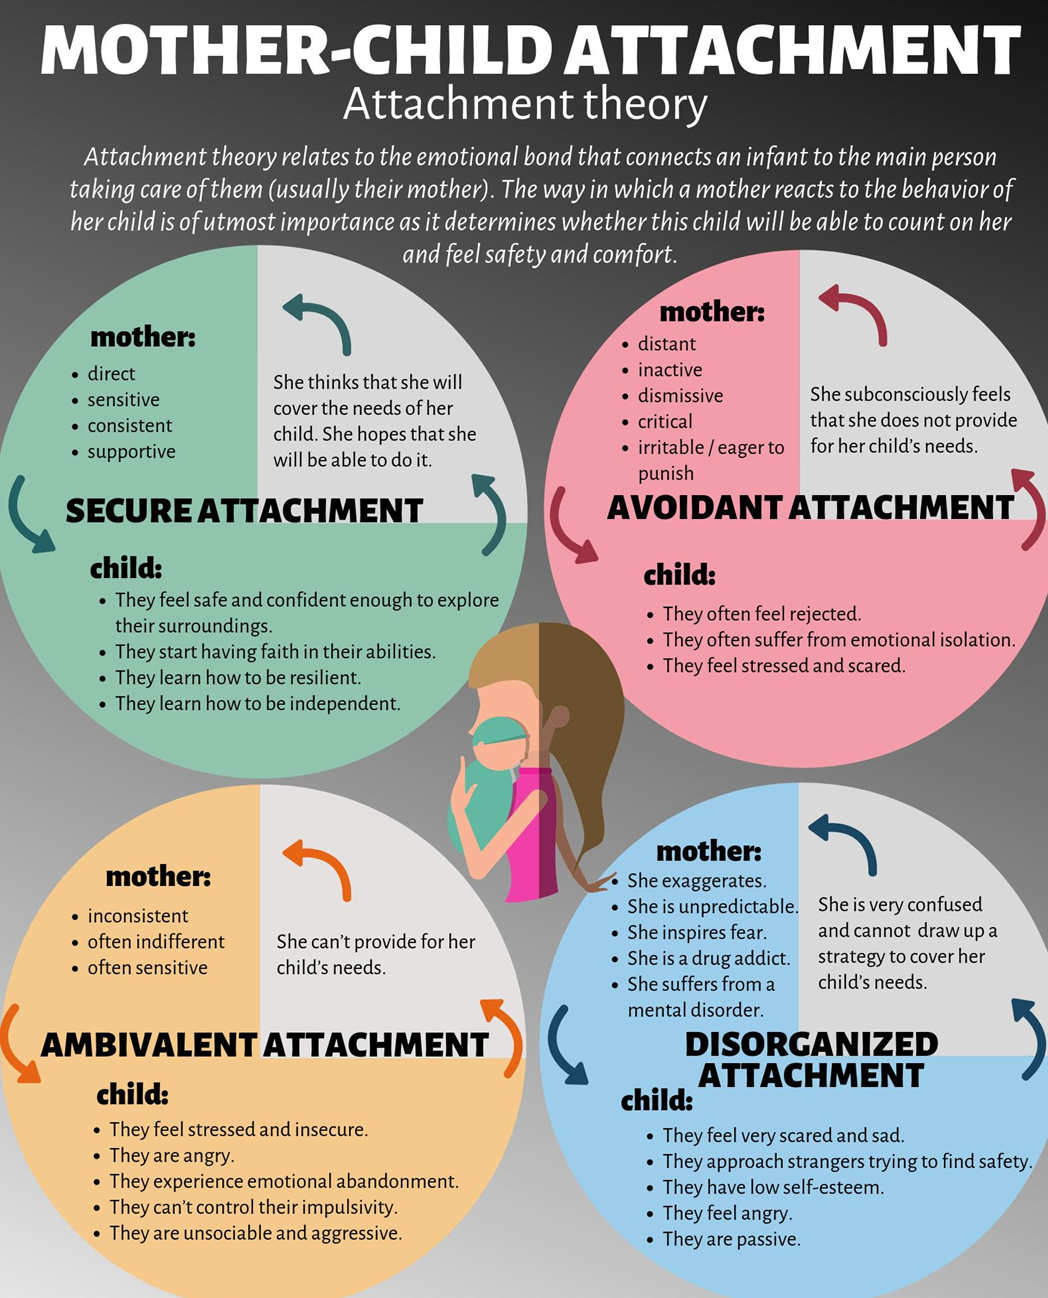 MOTHER-CHILD ATTACHMENT
Attachment theory
Attachment theory relates to the emotional bond that connects an infant to the main person
taking care of them (usually their mother). The way in which a mother reacts to the behavior of
her child is of utmost importance as it determines whether this child will be able to count on her
and feel safety and comfort.
mother:
• direct
• sensitive
• consistent
• supportive
She thinks that she will
cover the needs of her
child. She hopes that she
will be able to do it.
SECURE ATTACHMENT
child:
• They feel safe and confident enough to explore
their surroundings.
• They start having faith in their abilities.
• They learn how to be resilient.
• They learn how to be independent.
mother:
• distant
• inactive
• dismissive
• critical
• irritable / eager to
punish
She subconsciously feels
that she does not provide
for her child's needs.
AVOIDANT ATTACHMENT
child:
• They often feel rejected.
• They often suffer from emotional isolation.
• They feel stressed and scared.
mother:
• inconsistent
• often indifferent
• often sensitive
She can't provide for her
child's needs.
AMBIVALENT ATTACHMENT
child:
• They feel stressed and insecure.
• They are angry.
• They experience emotional abandonment.
• They can't control their impulsivity.
• They are unsociable and aggressive.
mother:
• She exaggerates.
• She is unpredictable.
• She inspires fear.
• She is a drug addict.
• She suffers from a
mental disorder.
She is very confused
and cannot draw up a
strategy to cover her
child's needs.
DISORGANIZED
ATTACHMENT
child:
• They feel very scared and sad.
• They approach strangers trying to find safety.
• They have low self-esteem.
• They feel angry.
• They are passive.